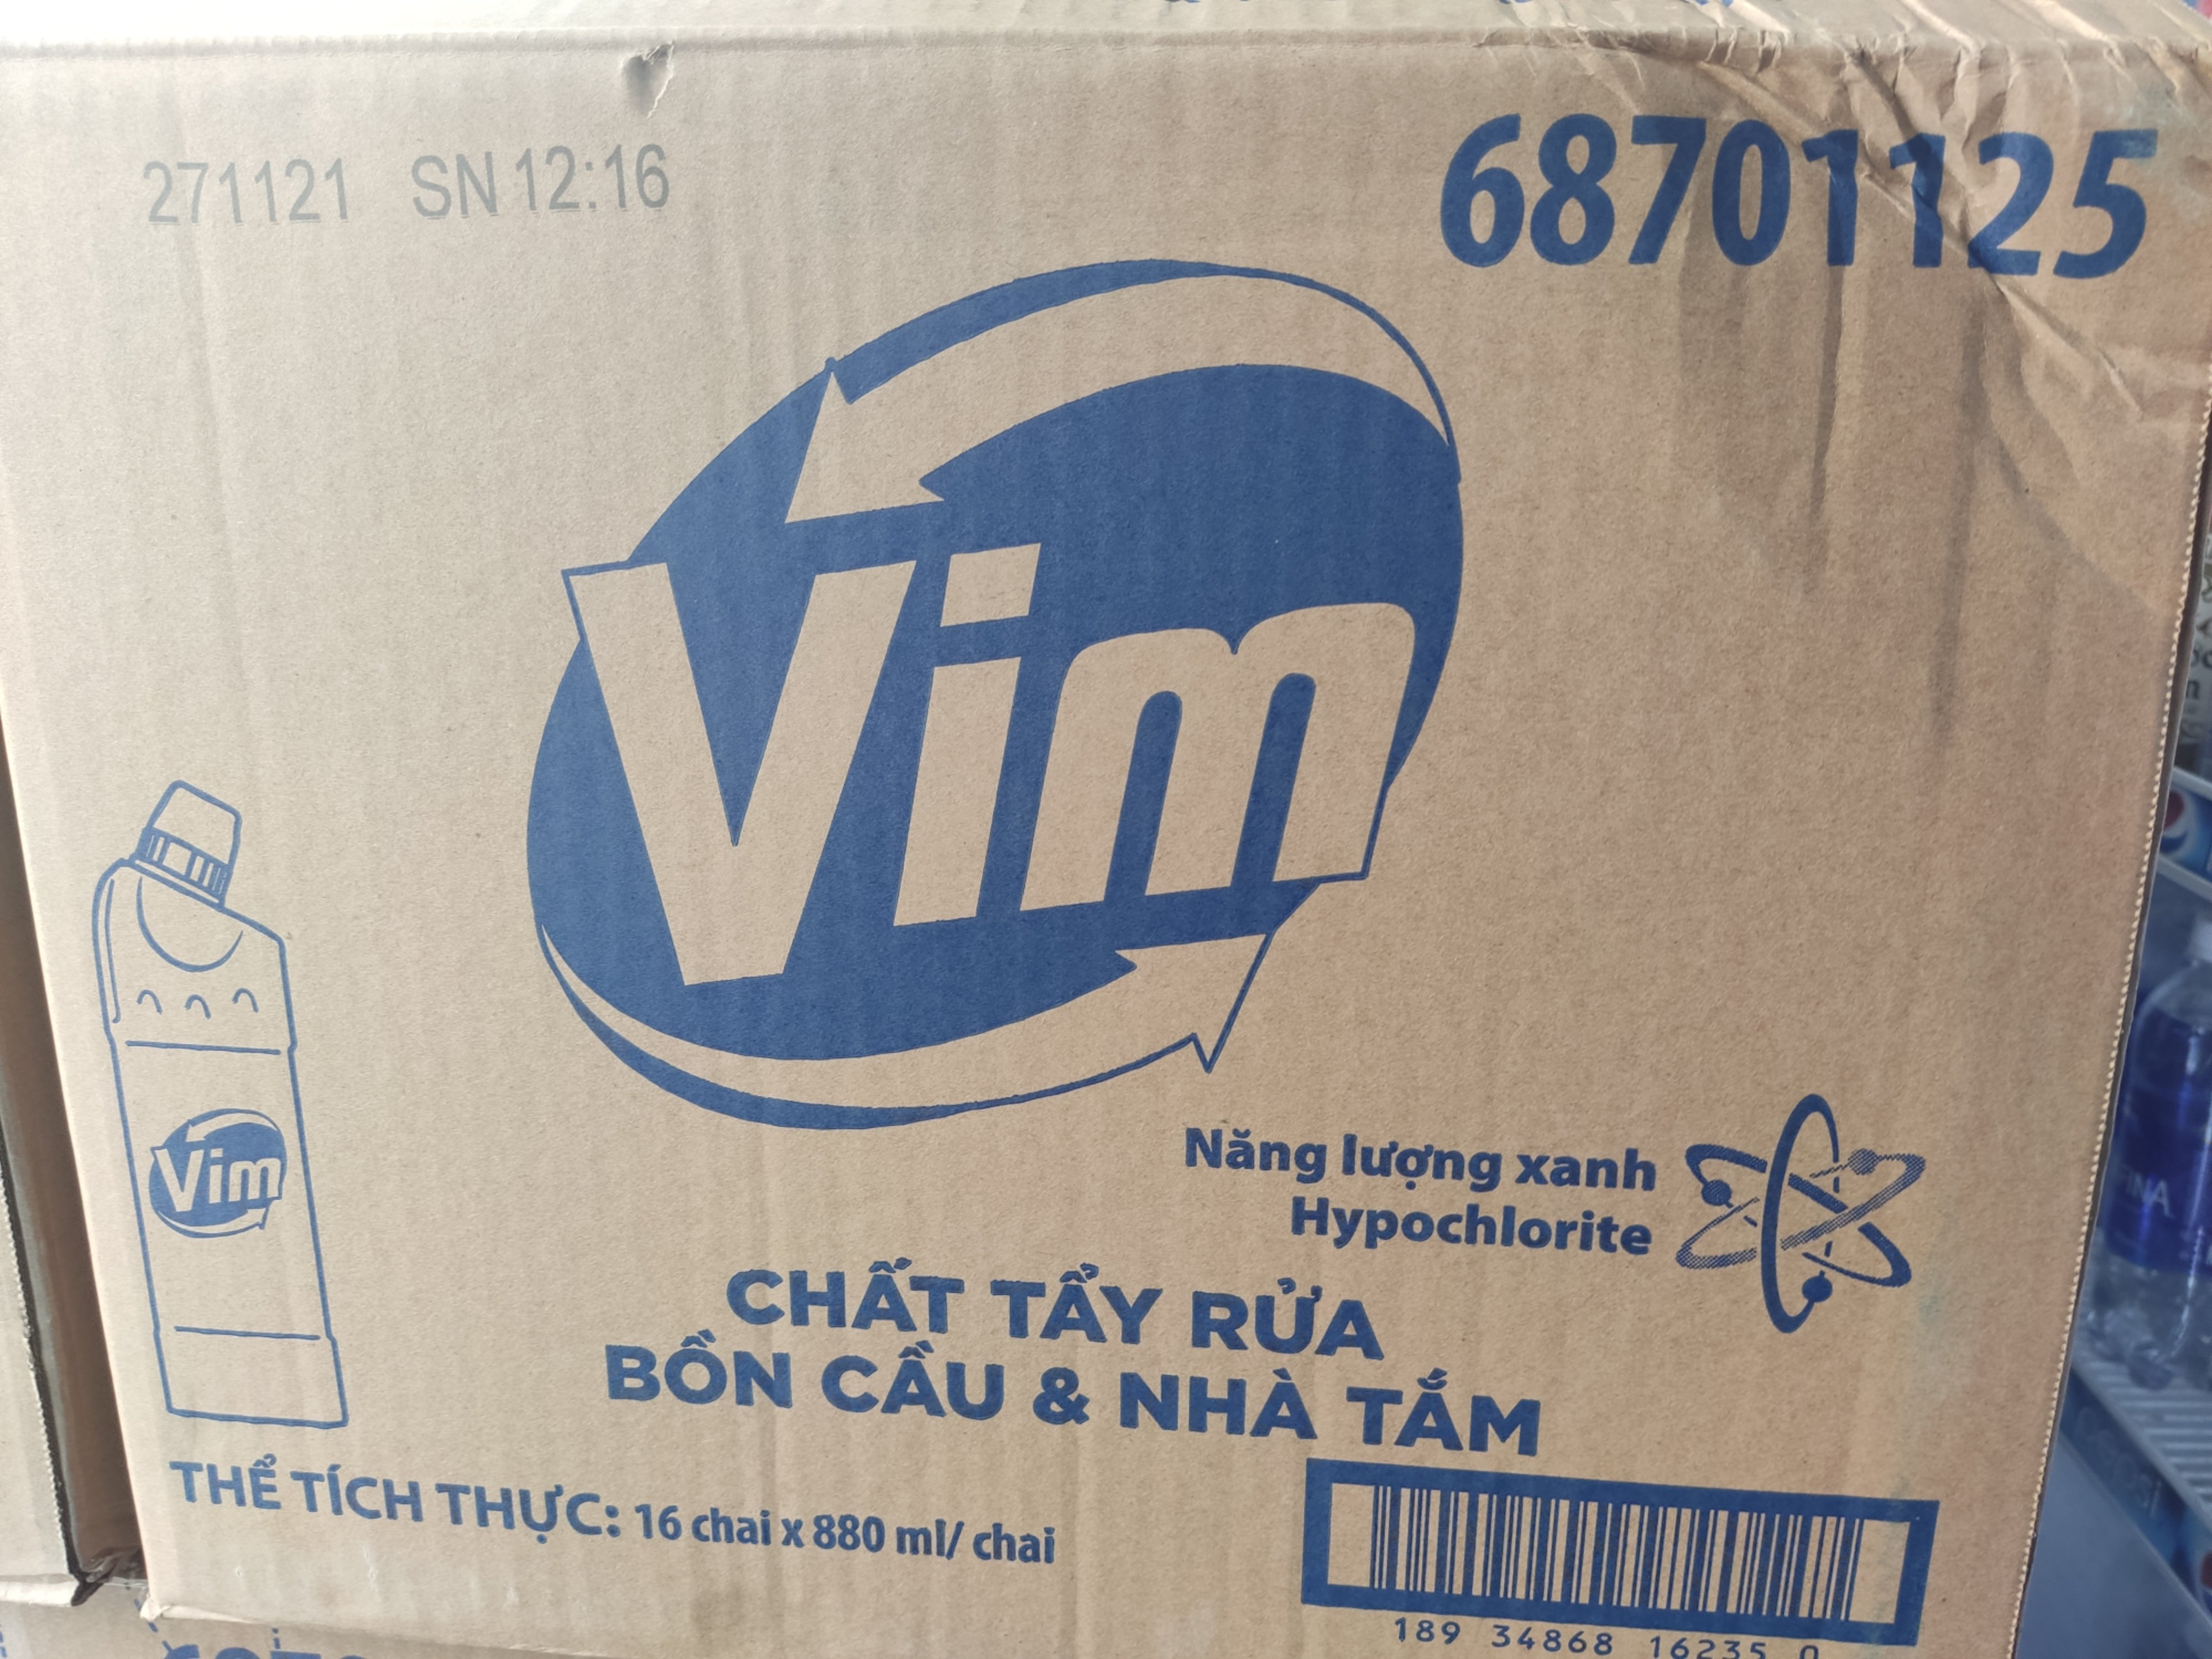 271121 SN 12:16
68701125
Vim
Vim
Năng lượng xanh
Hypochlorite
CHẤT TẨY RỬA
BỒN CẦU & NHÀ TẮM
THỂ TÍCH THỰC: 16 chai x 880 ml/ chai
189 34868 16235 0